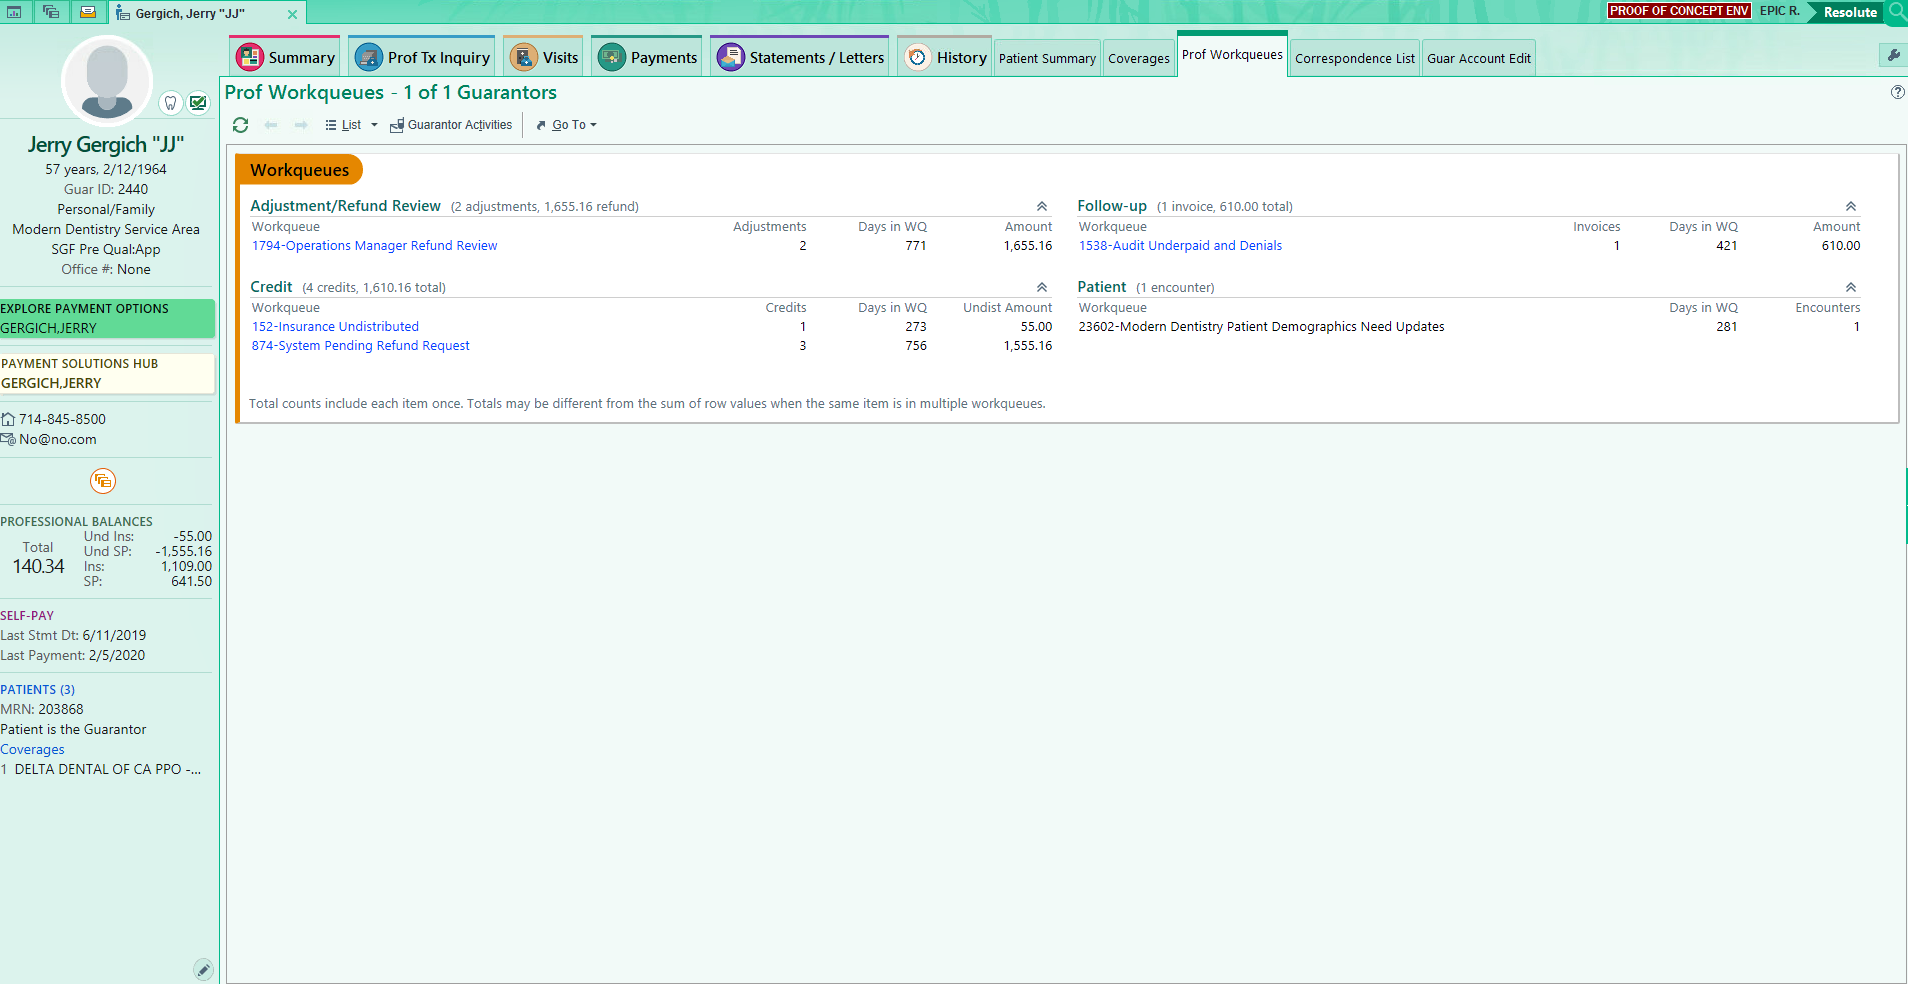 Gergich, Jerry "JJ"
PROOF OF CONCEPT ENV EPIC R. Resolute
Summary Prof Tx Inquiry Visits Payments Statements / Letters History Patient Summary Coverages Prof Workqueues Correspondence List Guar Account Edit
Prof Workqueues - 1 of 1 Guarantors
List Guarantor Activities Go To
Jerry Gergich "JJ"
57 years, 2/12/1964
Guar ID: 2440
Personal/Family
Modern Dentistry Service Area
SGF Pre Qual:App
Office #: None
EXPLORE PAYMENT OPTIONS
GERGICH,JERRY
PAYMENT SOLUTIONS HUB
GERGICH,JERRY
714-845-8500
No@no.com
PROFESSIONAL BALANCES
Total
140.34
Und Ins: -55.00
Und SP: -1,555.16
Ins: 1,109.00
SP: 641.50
SELF-PAY
Last Stmt Dt: 6/11/2019
Last Payment: 2/5/2020
PATIENTS (3)
MRN: 203868
Patient is the Guarantor
Coverages
1 DELTA DENTAL OF CA PPO -...
Workqueues
Adjustment/Refund Review (2 adjustments, 1,655.16 refund)
Workqueue Adjustments Days in WQ Amount
1794-Operations Manager Refund Review 2 771 1,655.16
Credit (4 credits, 1,610.16 total)
Workqueue Credits Days in WQ Undist Amount
152-Insurance Undistributed 1 273 55.00
874-System Pending Refund Request 3 756 1,555.16
Follow-up (1 invoice, 610.00 total)
Workqueue Invoices Days in WQ Amount
1538-Audit Underpaid and Denials 1 421 610.00
Patient (1 encounter)
Workqueue Days in WQ Encounters
23602-Modern Dentistry Patient Demographics Need Updates 281 1
Total counts include each item once. Totals may be different from the sum of row values when the same item is in multiple workqueues.